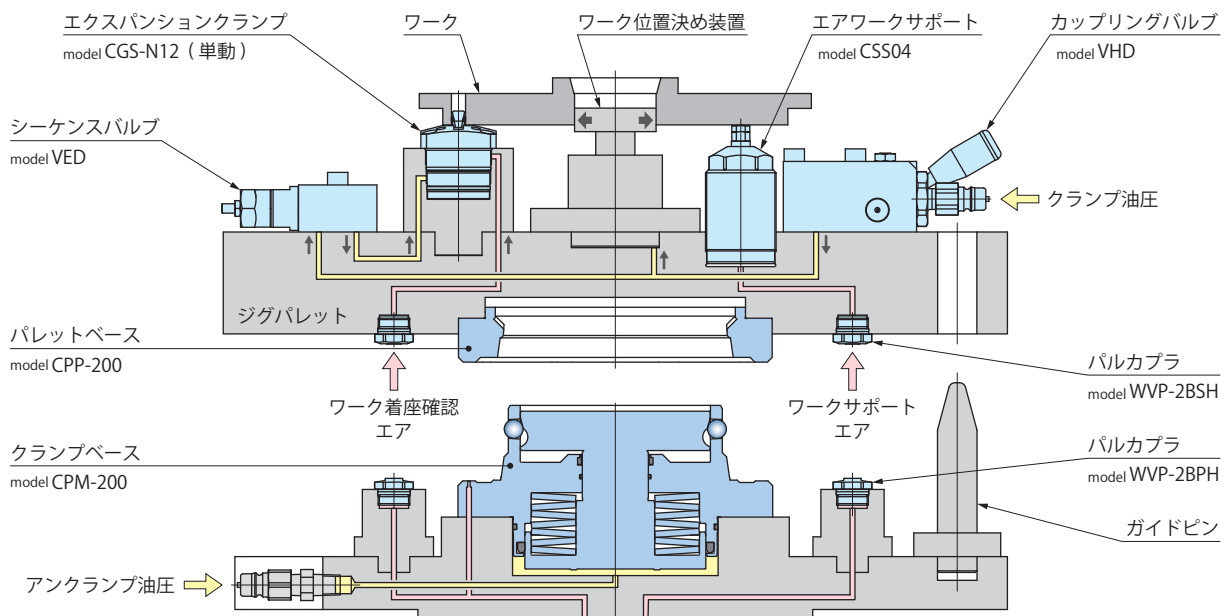 エクスパンションクランプ
model CGS-N12 ( 単動 )
ワーク
ワーク位置決め装置
エアワークサポート
model CSS04
カップリングバルブ
model VHD
シーケンスバルブ
model VED
クランプ油圧
ジグパレット
パレットベース
model CPP-200
ワーク着座確認
エア
ワークサポート
エア
パルカプラ
model WVP-2BSH
クランプベース
model CPM-200
パルカプラ
model WVP-2BPH
ガイドピン
アンクランプ油圧